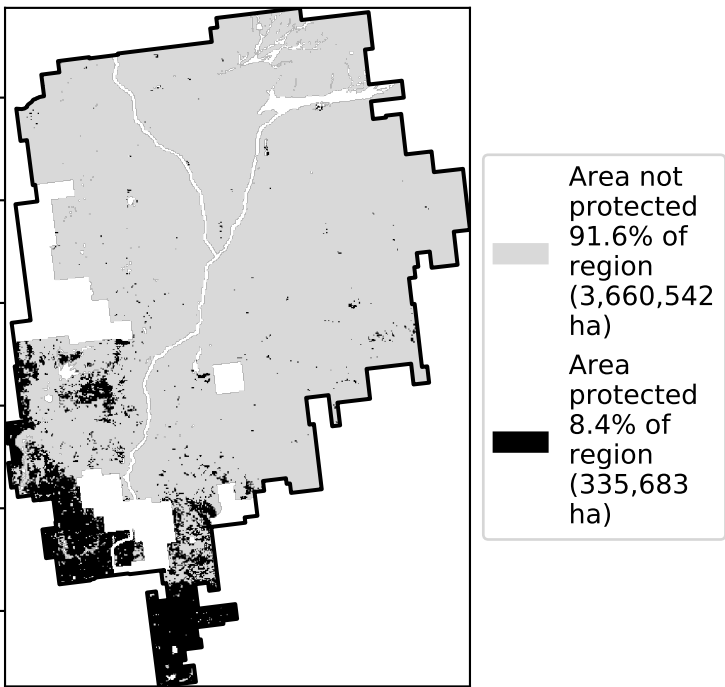 Area not
protected
91.6% of
region
(3,660,542
ha)
Area
protected
8.4% of
region
(335,683
ha)